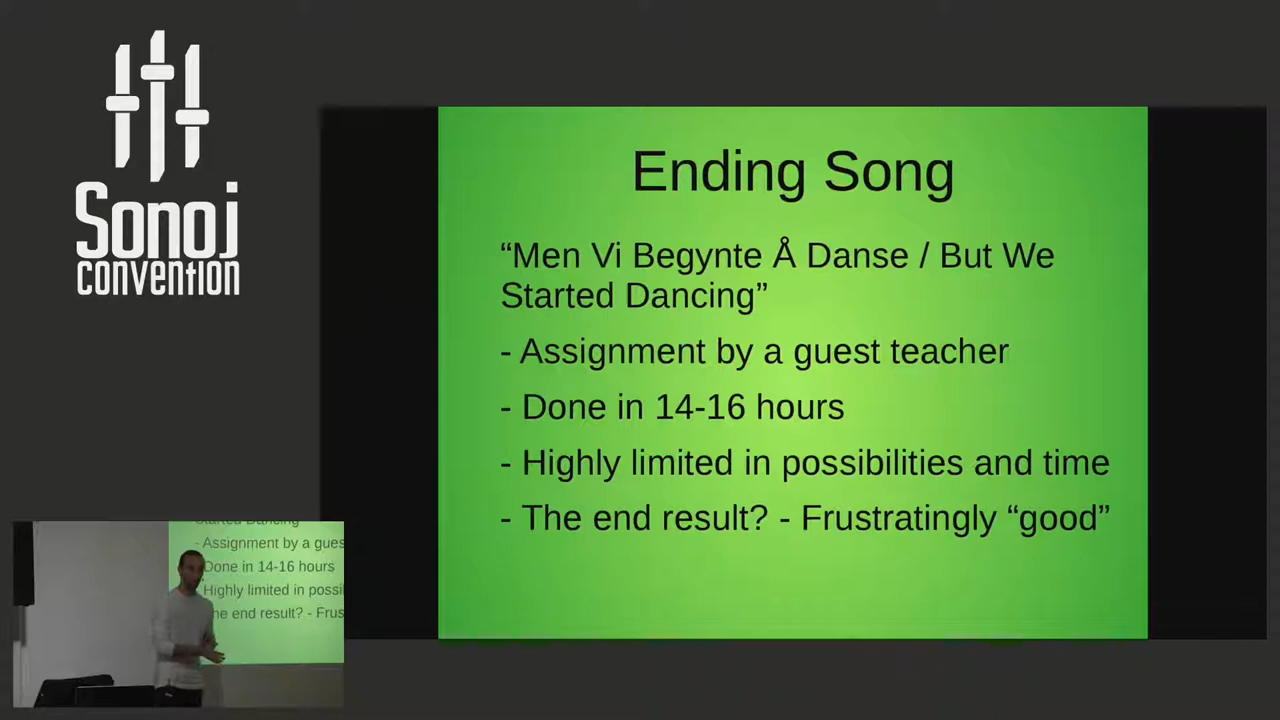 Sonoj
convention
Ending Song
“Men Vi Begynte Å Danse / But We
Started Dancing”
- Assignment by a guest teacher
- Done in 14-16 hours
- Highly limited in possibilities and time
- The end result? - Frustratingly “good”
Started Dancing
- Assignment by a gues
Done in 14-16 hours
Highly limited in possi
he end result? - Frus